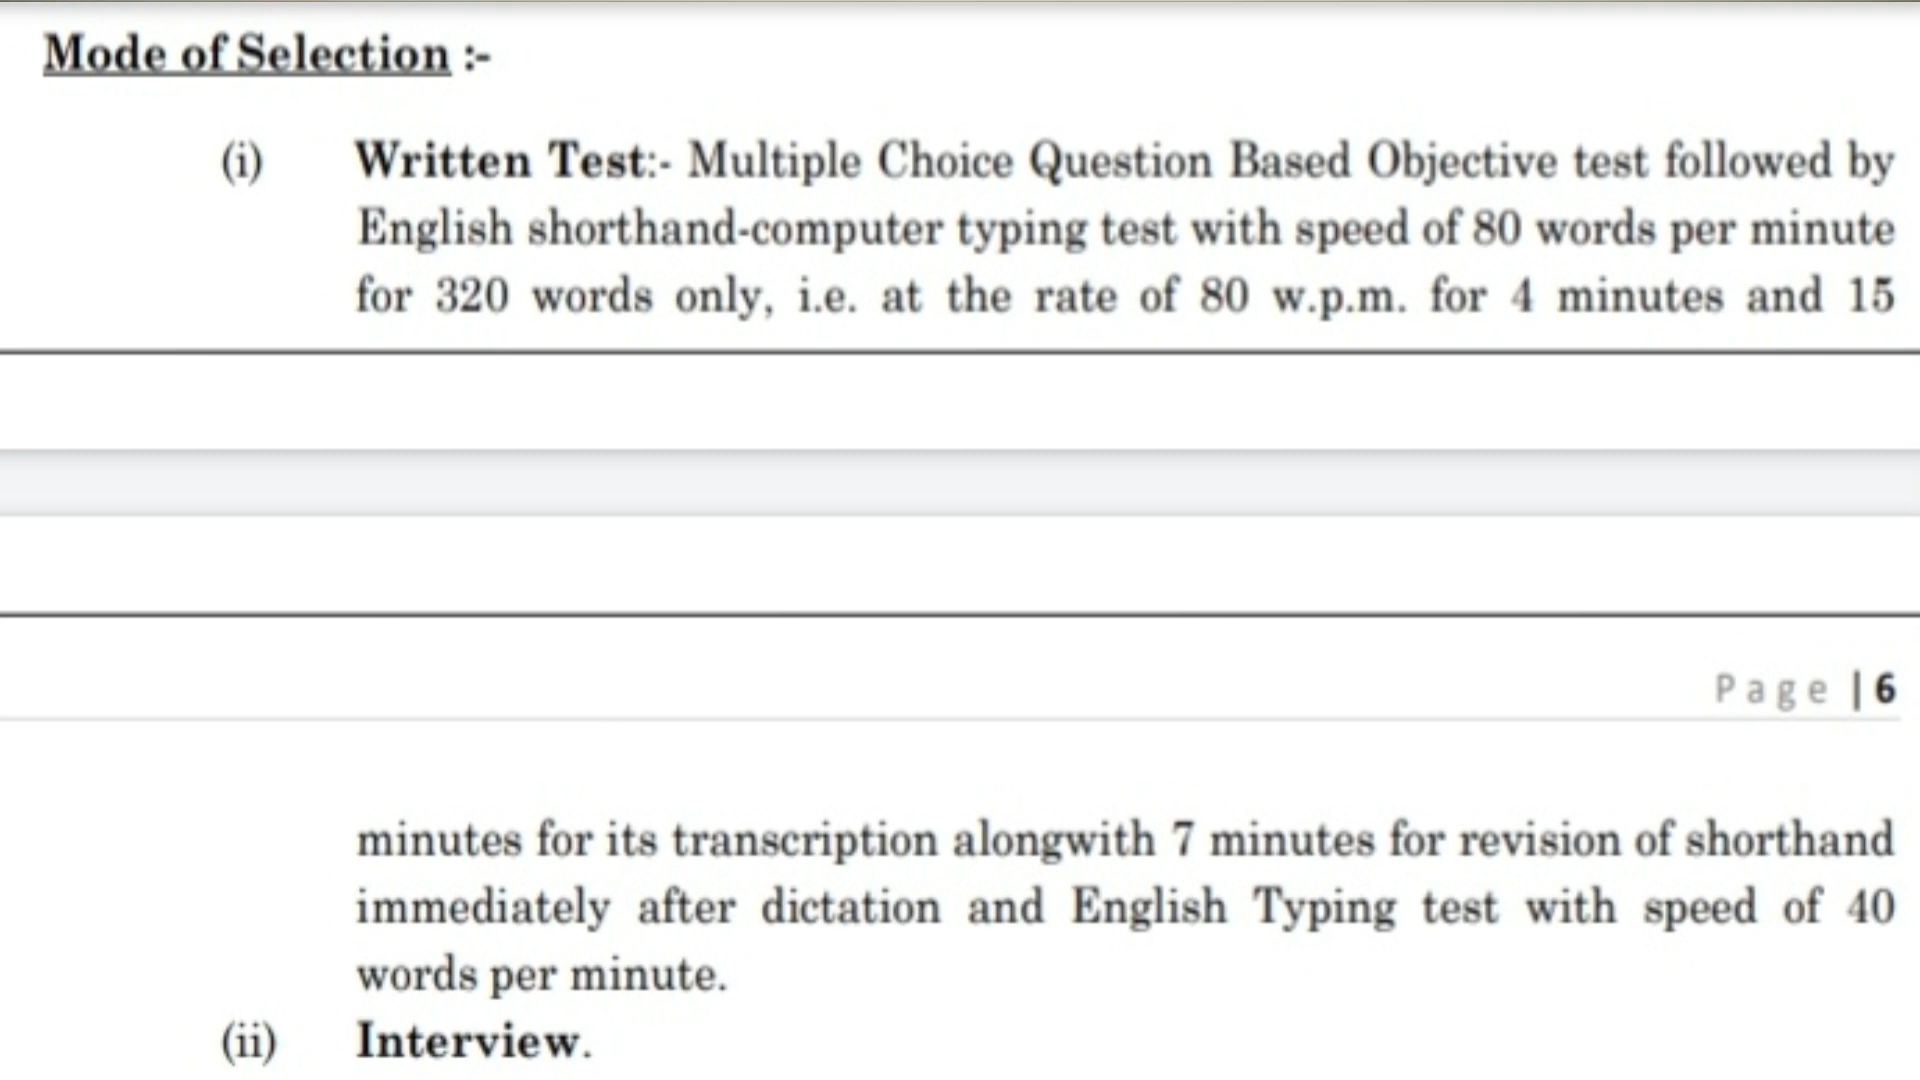 Mode of Selection :-
(i) Written Test:- Multiple Choice Question Based Objective test followed by
English shorthand-computer typing test with speed of 80 words per minute
for 320 words only, i.e. at the rate of 80 w.p.m. for 4 minutes and 15
Page | 6
minutes for its transcription alongwith 7 minutes for revision of shorthand
immediately after dictation and English Typing test with speed of 40
words per minute.
(ii) Interview.